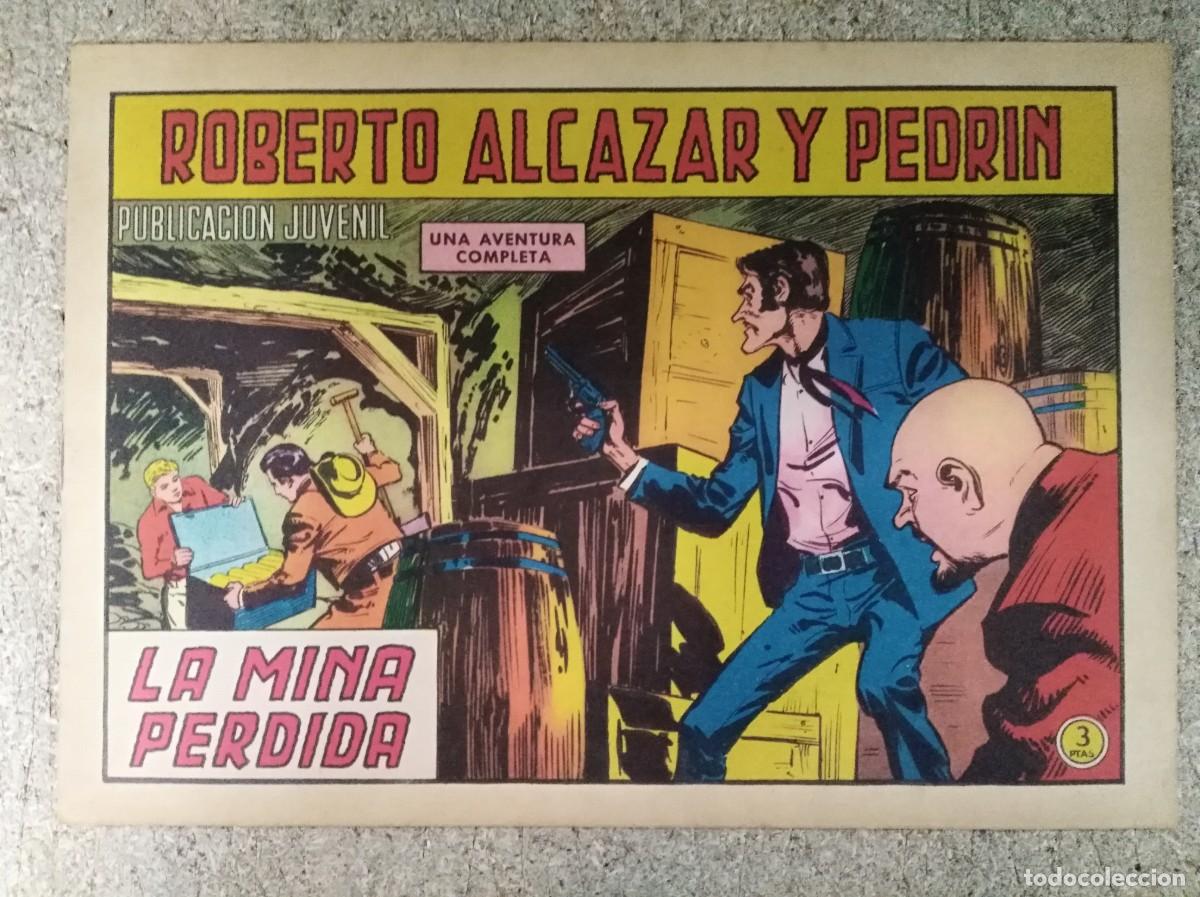 ROBERTO ALCAZAR Y PEDRIN
PUBLICACION JUVENIL
UNA AVENTURA
COMPLETA
LA MINA
PERDIDA
3
PTAS
todocoleccion